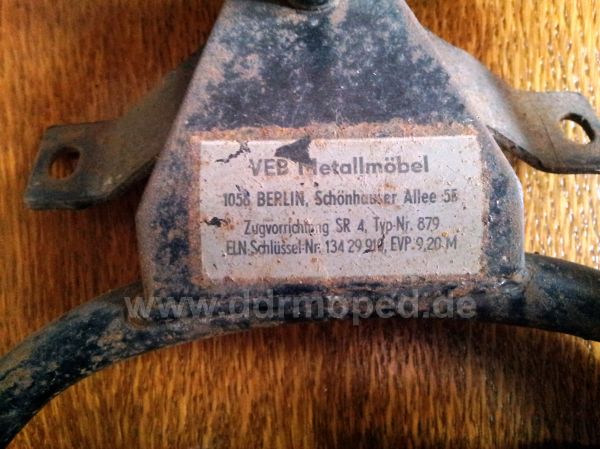 VEB Metallmöbel
1058 BERLIN, Schönhauser Allee 58
Zugvorrichtung SR 4, Typ-Nr. 879
ELN-Schlüssel-Nr. 134 29 910, EVP 9,20 M
www.ddrmoped.de